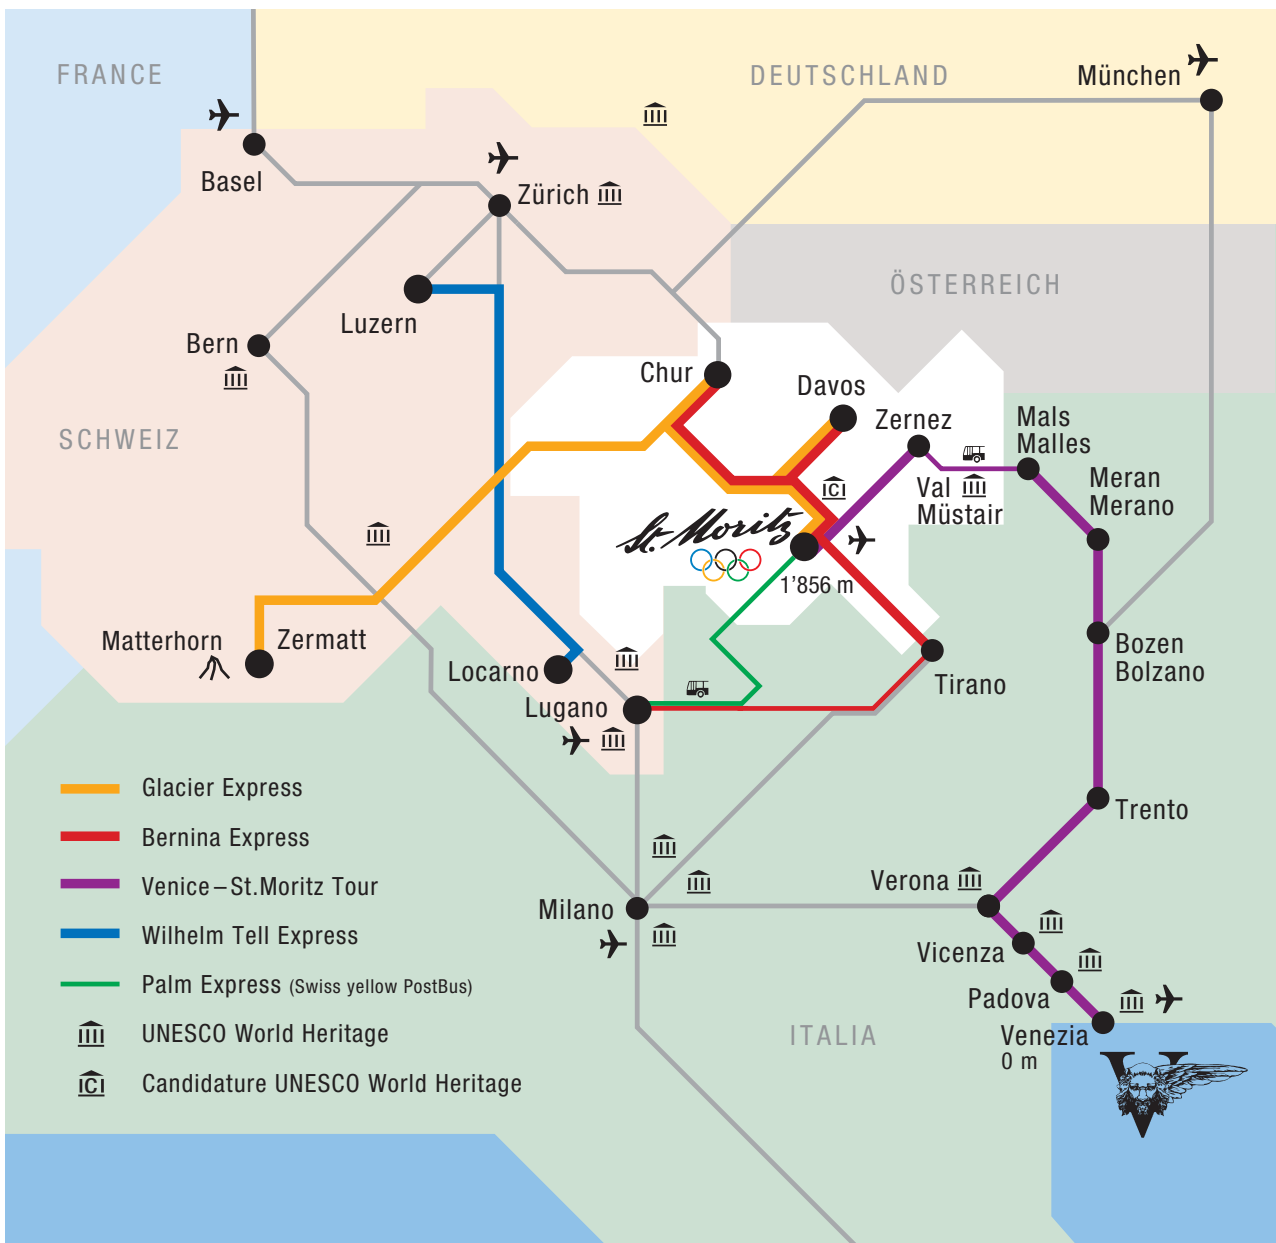 FRANCE
DEUTSCHLAND
München
Basel
Zürich
ÖSTERREICH
Luzern
Bern
Chur
Davos
SCHWEIZ
Zernez
Mals
Malles
Meran
Merano
ICI
Val
Müstair
St. Moritz
1'856 m
Matterhorn
Zermatt
Locarno
Lugano
Tirano
Bozen
Bolzano
Glacier Express
Bernina Express
Venice–St.Moritz Tour
Wilhelm Tell Express
Palm Express (Swiss yellow PostBus)
UNESCO World Heritage
ICI Candidature UNESCO World Heritage
Trento
Verona
Milano
Vicenza
Padova
Venezia
0 m
ITALIA
V